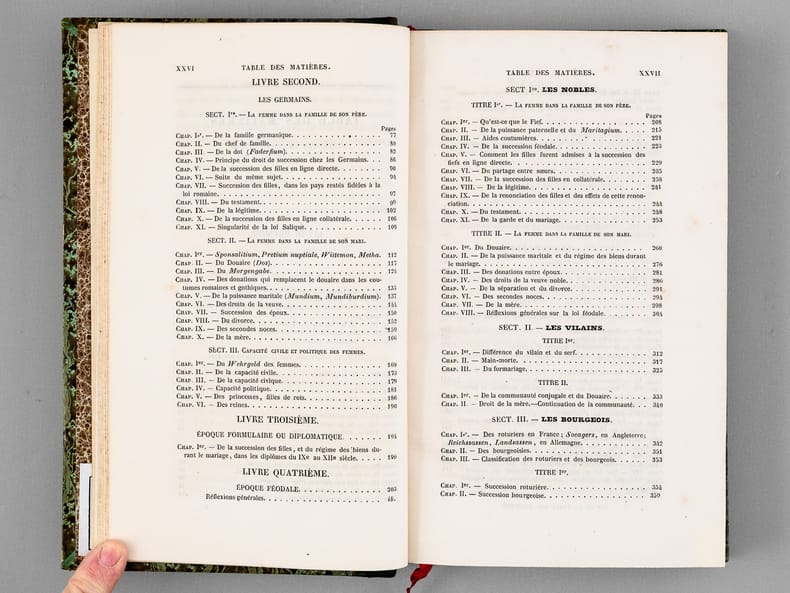 XXVI TABLE DES MATIÈRES.
LIVRE SECOND.
LES GERMAINS.
SECT. Iʳᵉ. — LA FEMME DANS LA FAMILLE DE SON PÈRE.
Pages
CHAP. Iᵉʳ. — De la famille germanique. 77
CHAP. II. — Du chef de famille. 80
CHAP. III — De la dot (Faderfium) 83
CHAP. IV. — Principe du droit de succession chez les Germains. 86
CHAP. V. — De la succession des filles en ligne directe. 90
CHAP. VI. — Suite du même sujet. 94
CHAP. VII. — Succession des filles, dans les pays restés fidèles à la
loi romaine. 97
CHAP. VIII. — Du testament. 98
CHAP. IX. — De la légitime. 102
CHAP. X. — De la succession des filles en ligne collatérale. 106
CHAP. XI. — Singularité de la loi Salique. 109
SECT. II. — LA FEMME DANS LA FAMILLE DE SON MARI.
CHAP. Iᵉʳ. — Sponsalitium, Pretium nuptiale, Wittemon, Metha. 112
CHAP. II. — Du Douaire (Dos). 117
CHAP. III. — Du Morgengabe. 124
CHAP. IV. — Des donations qui remplacent le douaire dans les cou-
tumes romaines et gothiques. 135
CHAP. V. — De la puissance maritale (Mundium, Mundiburdium). 137
CHAP. VI. — Des droits de la veuve. 144
CHAP. VII. — Succession des époux. 150
CHAP. VIII. — Du divorce. 152
CHAP. IX. — Des secondes noces. 159
CHAP. X. — De la mère. 166
SECT. III. CAPACITÉ CIVILE ET POLITIQUE DES FEMMES.
CHAP. Iᵉʳ. — Du Wehrgeld des femmes. 169
CHAP. II. — De la capacité civile. 173
CHAP. III. — De la capacité civique. 179
CHAP. IV. — Capacité politique. 181
CHAP. V. — Des princesses, filles de rois. 186
CHAP. VI. — Des reines. 190
LIVRE TROISIÈME.
ÉPOQUE FORMULAIRE OU DIPLOMATIQUE. 194
CHAP. Iᵉʳ — De la succession des filles, et du régime des biens du-
rant le mariage, dans les diplômes du IXᵉ au XIIᵉ siècle. 196
LIVRE QUATRIÈME.
ÉPOQUE FÉODALE. 205
Réflexions générales. ib.
TABLE DES MATIÈRES. XXVII
SECT Iʳᵉ. LES NOBLES.
TITRE Iᵉʳ. — LA FEMME DANS LA FAMILLE DE SON PÈRE.
Pages
CHAP. Iᵉʳ. — Qu'est-ce que le Fief. 208
CHAP. II. — De la puissance paternelle et du Maritagium. 215
CHAP. III. — Aides coutumières. 221
CHAP. IV. — De la succession féodale. 223
CHAP. V. — Comment les filles furent admises à la succession des
fiefs en ligne directe. 229
CHAP. VI. — Du partage entre sœurs. 235
CHAP. VII. — De la succession des filles en collatérale. 238
CHAP. VIII. — De la légitime. 241
CHAP. IX. — De la renonciation des filles et des effets de cette renon-
ciation. 244
CHAP. X. — Du testament. 248
CHAP. XI. — De la garde et du mariage. 253
TITRE II. — LA FEMME DANS LA FAMILLE DE SON MARI.
CHAP. Iᵉʳ. Du Douaire. 260
CHAP. II. — De la puissance maritale et du régime des biens durant
le mariage. 276
CHAP. III. — Des donations entre époux. 284
CHAP. IV. — Des droits de la veuve noble. 286
CHAP. V. — De la séparation et du divorce. 291
CHAP. VI. — Des secondes noces. 294
CHAP. VII. — De la mère. 298
CHAP. VIII. — Réflexions générales sur la loi féodale. 304
SECT. II. — LES VILAINS.
TITRE Iᵉʳ.
CHAP. Iᵉʳ. — Différence du vilain et du serf. 312
CHAP. II. — Main-morte. 317
CHAP. III. — Du formariage. 325
TITRE II.
CHAP. Iᵉʳ. — De la communauté conjugale et du Douaire. 333
CHAP. II — Droit de la mère.—Continuation de la communauté. 340
SECT. III. — LES BOURGEOIS.
CHAP. Iᵉʳ. — Des roturiers en France; Socagers, en Angleterre;
Reichsassen, Landsassen, en Allemagne. 342
CHAP. II. — Des bourgeoisies. 351
CHAP. III. — Classification des roturiers et des bourgeois. 353
TITRE Iᵉʳ.
CHAP. Iᵉʳ. — Succession roturière. 354
CHAP. II. — Succession bourgeoise. 359